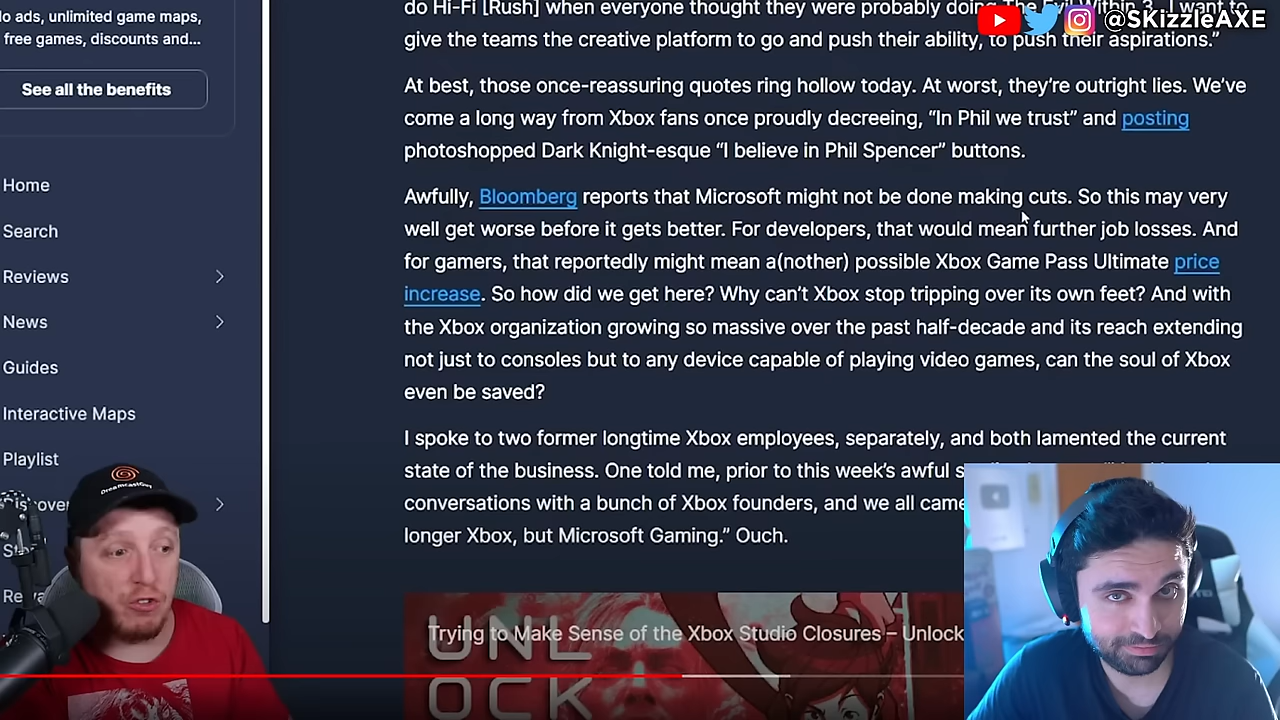 @SKizzleAXE
lo ads, unlimited game maps,
free games, discounts and...
See all the benefits
Home
Search
Reviews
News
Guides
Interactive Maps
Playlist
DreamcastGuy
do Hi-Fi [Rush] when everyone thought they were probably doing The Evil Within 3. I want to
give the teams the creative platform to go and push their ability, to push their aspirations.”
At best, those once-reassuring quotes ring hollow today. At worst, they’re outright lies. We’ve
come a long way from Xbox fans once proudly decreeing, “In Phil we trust” and posting
photoshopped Dark Knight-esque “I believe in Phil Spencer” buttons.
Awfully, Bloomberg reports that Microsoft might not be done making cuts. So this may very
well get worse before it gets better. For developers, that would mean further job losses. And
for gamers, that reportedly might mean a(nother) possible Xbox Game Pass Ultimate price
increase. So how did we get here? Why can’t Xbox stop tripping over its own feet? And with
the Xbox organization growing so massive over the past half-decade and its reach extending
not just to consoles but to any device capable of playing video games, can the soul of Xbox
even be saved?
I spoke to two former longtime Xbox employees, separately, and both lamented the current
state of the business. One told me, prior to this week’s awful
conversations with a bunch of Xbox founders, and we all came
longer Xbox, but Microsoft Gaming.” Ouch.
Trying to Make Sense of the Xbox Studio Closures – Unlock
UNL
OCK